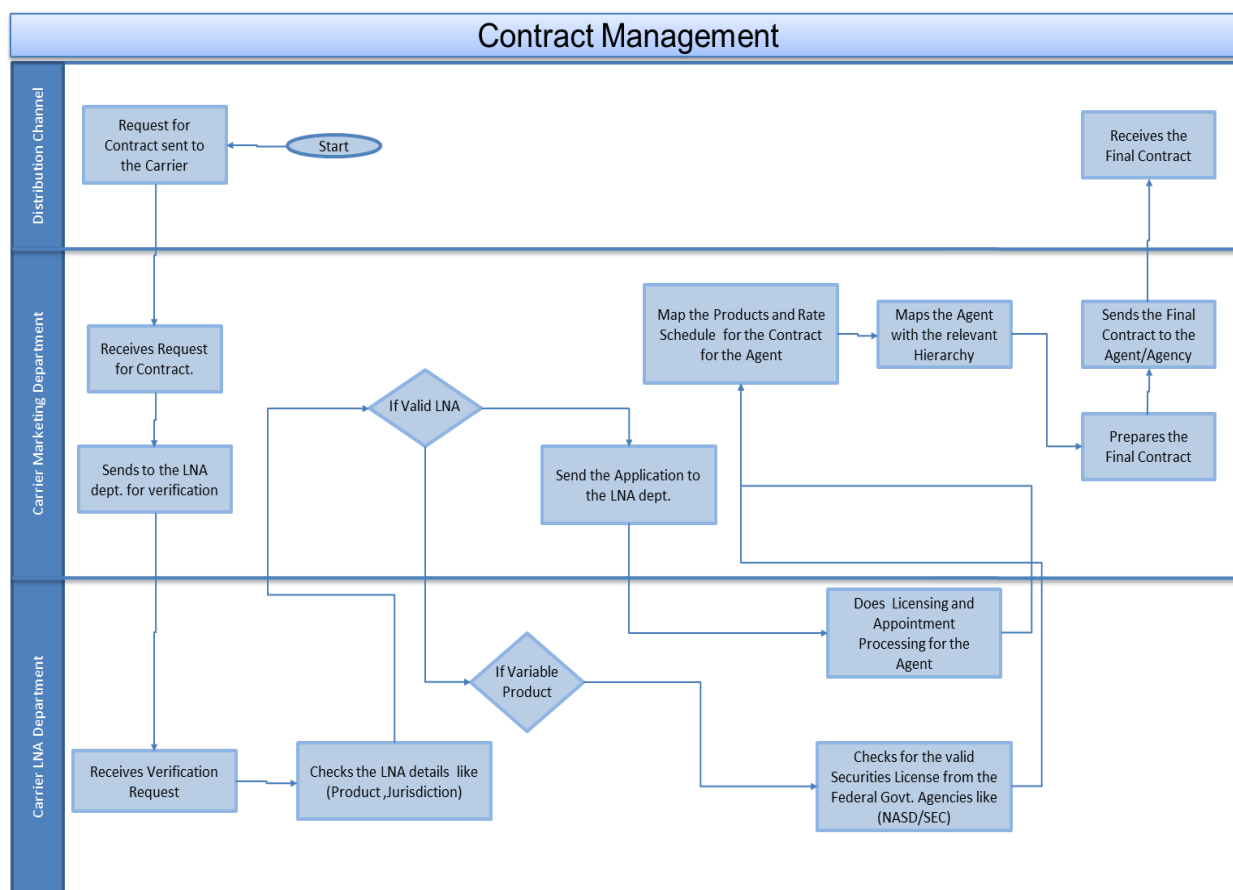 Contract Management
Distribution Channel
Request for
Contract sent to
the Carrier
Start
Receives the
Final Contract
Carrier Marketing Department
Receives Request
for Contract.
Sends to the LNA
dept. for verification
If Valid LNA
Send the Application to
the LNA dept.
Map the Products and Rate
Schedule for the Contract
for the Agent
Maps the Agent
with the relevant
Hierarchy
Sends the Final
Contract to the
Agent/Agency
Prepares the
Final Contract
Carrier LNA Department
Receives Verification
Request
Checks the LNA details like
(Product ,Jurisdiction)
If Variable
Product
Does Licensing and
Appointment
Processing for the
Agent
Checks for the valid
Securities License from the
Federal Govt. Agencies like
(NASD/SEC)